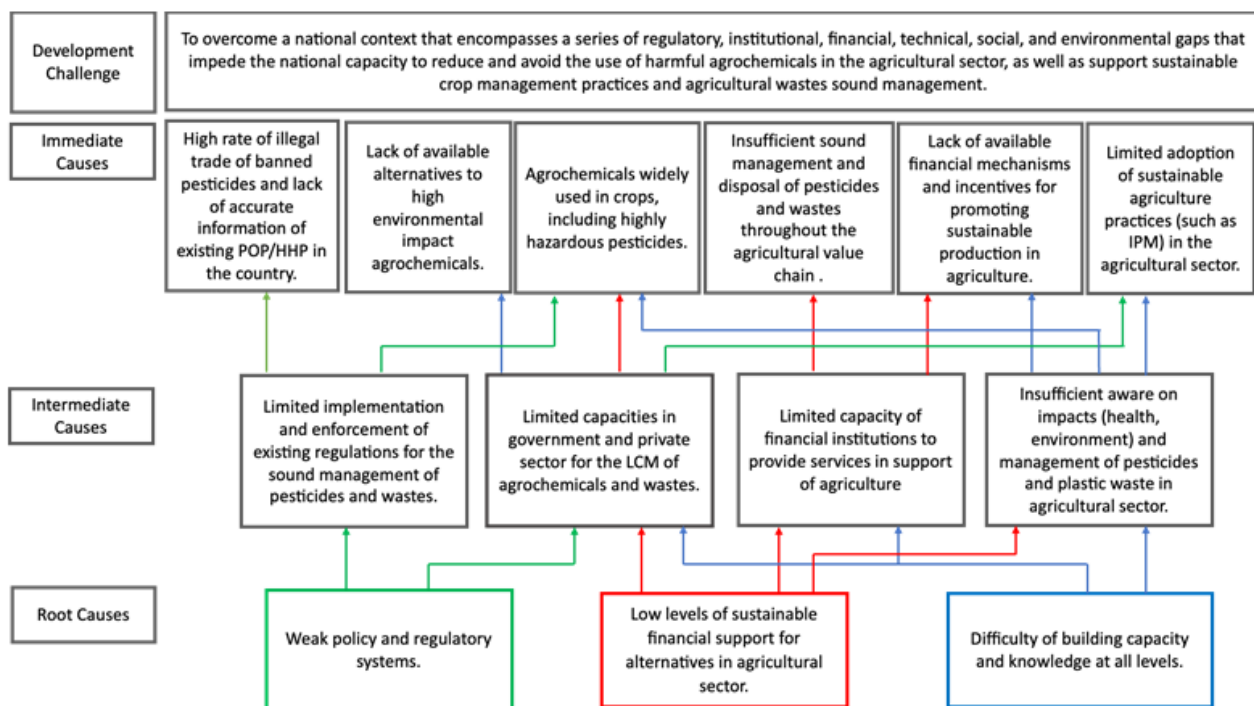 Development
Challenge
To overcome a national context that encompasses a series of regulatory, institutional, financial, technical, social, and environmental gaps that
impede the national capacity to reduce and avoid the use of harmful agrochemicals in the agricultural sector, as well as support sustainable
crop management practices and agricultural wastes sound management.
Immediate
Causes
High rate of illegal
trade of banned
pesticides and lack
of accurate
information of
existing POP/HHP in
the country.
Lack of available
alternatives to
high
environmental
impact
agrochemicals.
Agrochemicals widely
used in crops,
including highly
hazardous pesticides.
Insufficient sound
management and
disposal of pesticides
and wastes
throughout the
agricultural value
chain .
Lack of available
financial mechanisms
and incentives for
promoting
sustainable
production in
agriculture.
Limited adoption
of sustainable
agriculture
practices (such as
IPM) in the
agricultural sector.
Intermediate
Causes
Limited implementation
and enforcement of
existing regulations for the
sound management of
pesticides and wastes.
Limited capacities in
government and private
sector for the LCM of
agrochemicals and wastes.
Limited capacity of
financial institutions to
provide services in support
of agriculture
Insufficient aware on
impacts (health,
environment) and
management of pesticides
and plastic waste in
agricultural sector.
Root Causes
Weak policy and regulatory
systems.
Low levels of sustainable
financial support for
alternatives in agricultural
sector.
Difficulty of building capacity
and knowledge at all levels.